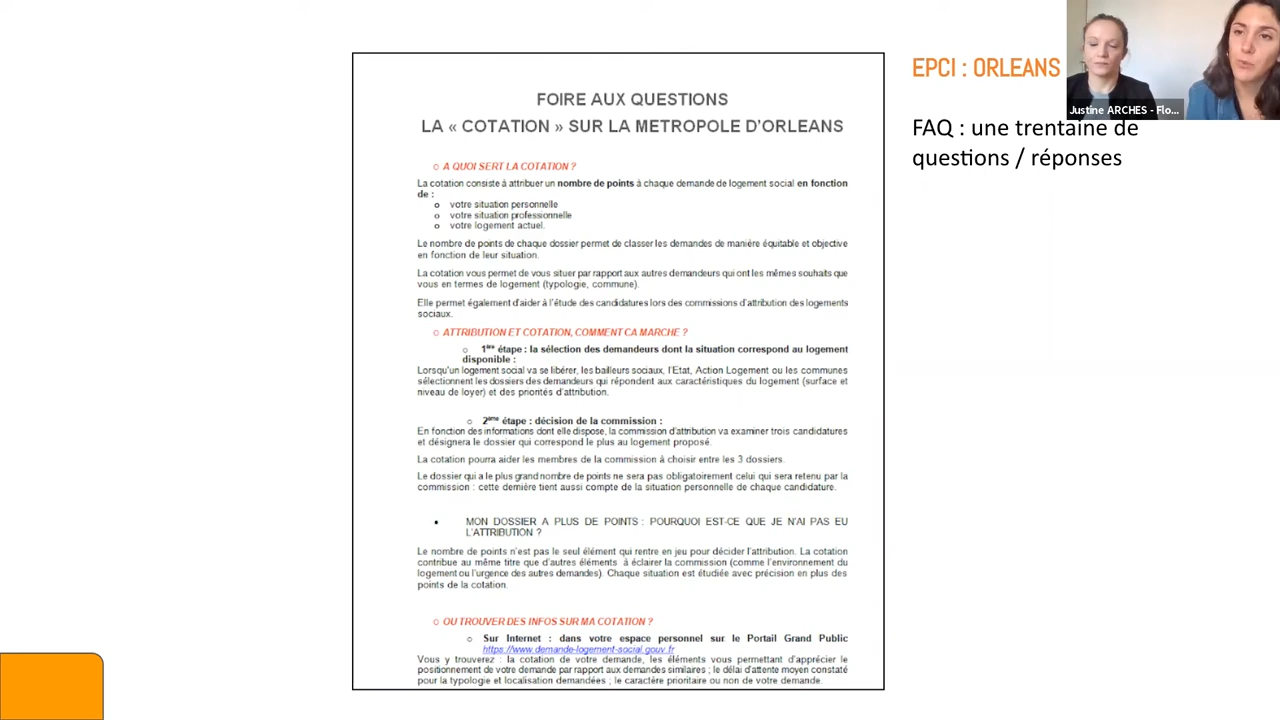 FOIRE AUX QUESTIONS
LA « COTATION » SUR LA METROPOLE D'ORLEANS
o A QUOI SERT LA COTATION ?
La cotation consiste à attribuer un nombre de points à chaque demande de logement social en fonction
de :
o votre situation personnelle
o votre situation professionnelle
o votre logement actuel.
Le nombre de points de chaque dossier permet de classer les demandes de manière équitable et objective
en fonction de leur situation.
La cotation vous permet de vous situer par rapport aux autres demandeurs qui ont les mêmes souhaits que
vous en termes de logement (typologie, commune).
Elle permet également d'aider à l'étude des candidatures lors des commissions d'attribution des logements
sociaux.
o ATTRIBUTION ET COTATION, COMMENT CA MARCHE ?
o 1ère étape : la sélection des demandeurs dont la situation correspond au logement
disponible :
Lorsqu'un logement social va se libérer, les bailleurs sociaux, l'Etat, Action Logement ou les communes
sélectionnent les dossiers des demandeurs qui répondent aux caractéristiques du logement (surface et
niveau de loyer) et des priorités d'attribution.
o 2ème étape : décision de la commission :
En fonction des informations dont elle dispose, la commission d'attribution va examiner trois candidatures
et désignera le dossier qui correspond le plus au logement proposé.
La cotation pourra aider les membres de la commission à choisir entre les 3 dossiers.
Le dossier qui a le plus grand nombre de points ne sera pas obligatoirement celui qui sera retenu par la
commission : cette dernière tient aussi compte de la situation personnelle de chaque candidature.
• MON DOSSIER A PLUS DE POINTS : POURQUOI EST-CE QUE JE N'AI PAS EU
L'ATTRIBUTION ?
Le nombre de points n'est pas le seul élément qui rentre en jeu pour décider l'attribution. La cotation
contribue au même titre que d'autres éléments à éclairer la commission (comme l'environnement du
logement ou l'urgence des autres demandes). Chaque situation est étudiée avec précision en plus des
points de la cotation.
o OU TROUVER DES INFOS SUR MA COTATION ?
o Sur Internet : dans votre espace personnel sur le Portail Grand Public
https://www.demande-logement-social.gouv.fr
Vous y trouverez : la cotation de votre demande, les éléments vous permettant d'apprécier le
positionnement de votre demande par rapport aux demandes similaires ; le délai d'attente moyen constaté
pour la typologie et localisation demandées ; le caractère prioritaire ou non de votre demande.
EPCI : ORLEANS
FAQ : une trentaine de
questions / réponses
Justine ARCHES - Flo...